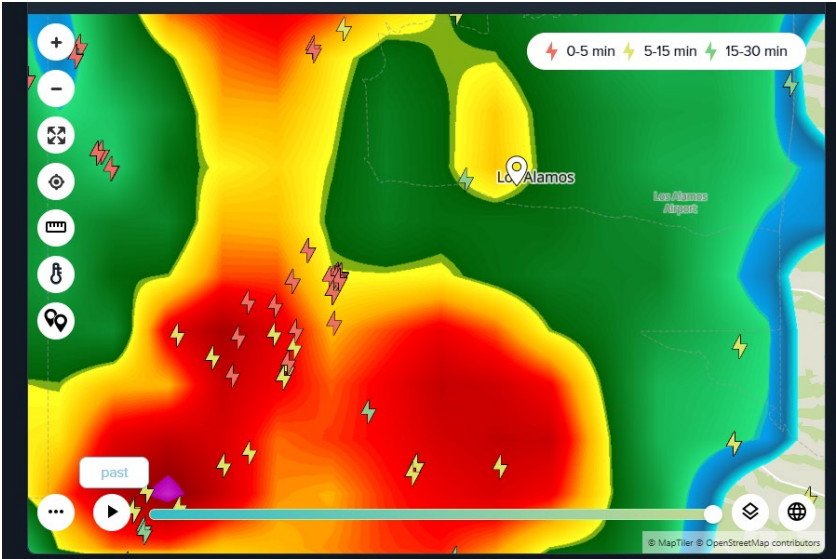 0-5 min 5-15 min 15-30 min
Los Alamos
Los Alamos
Airport
past
© MapTiler © OpenStreetMap contributors